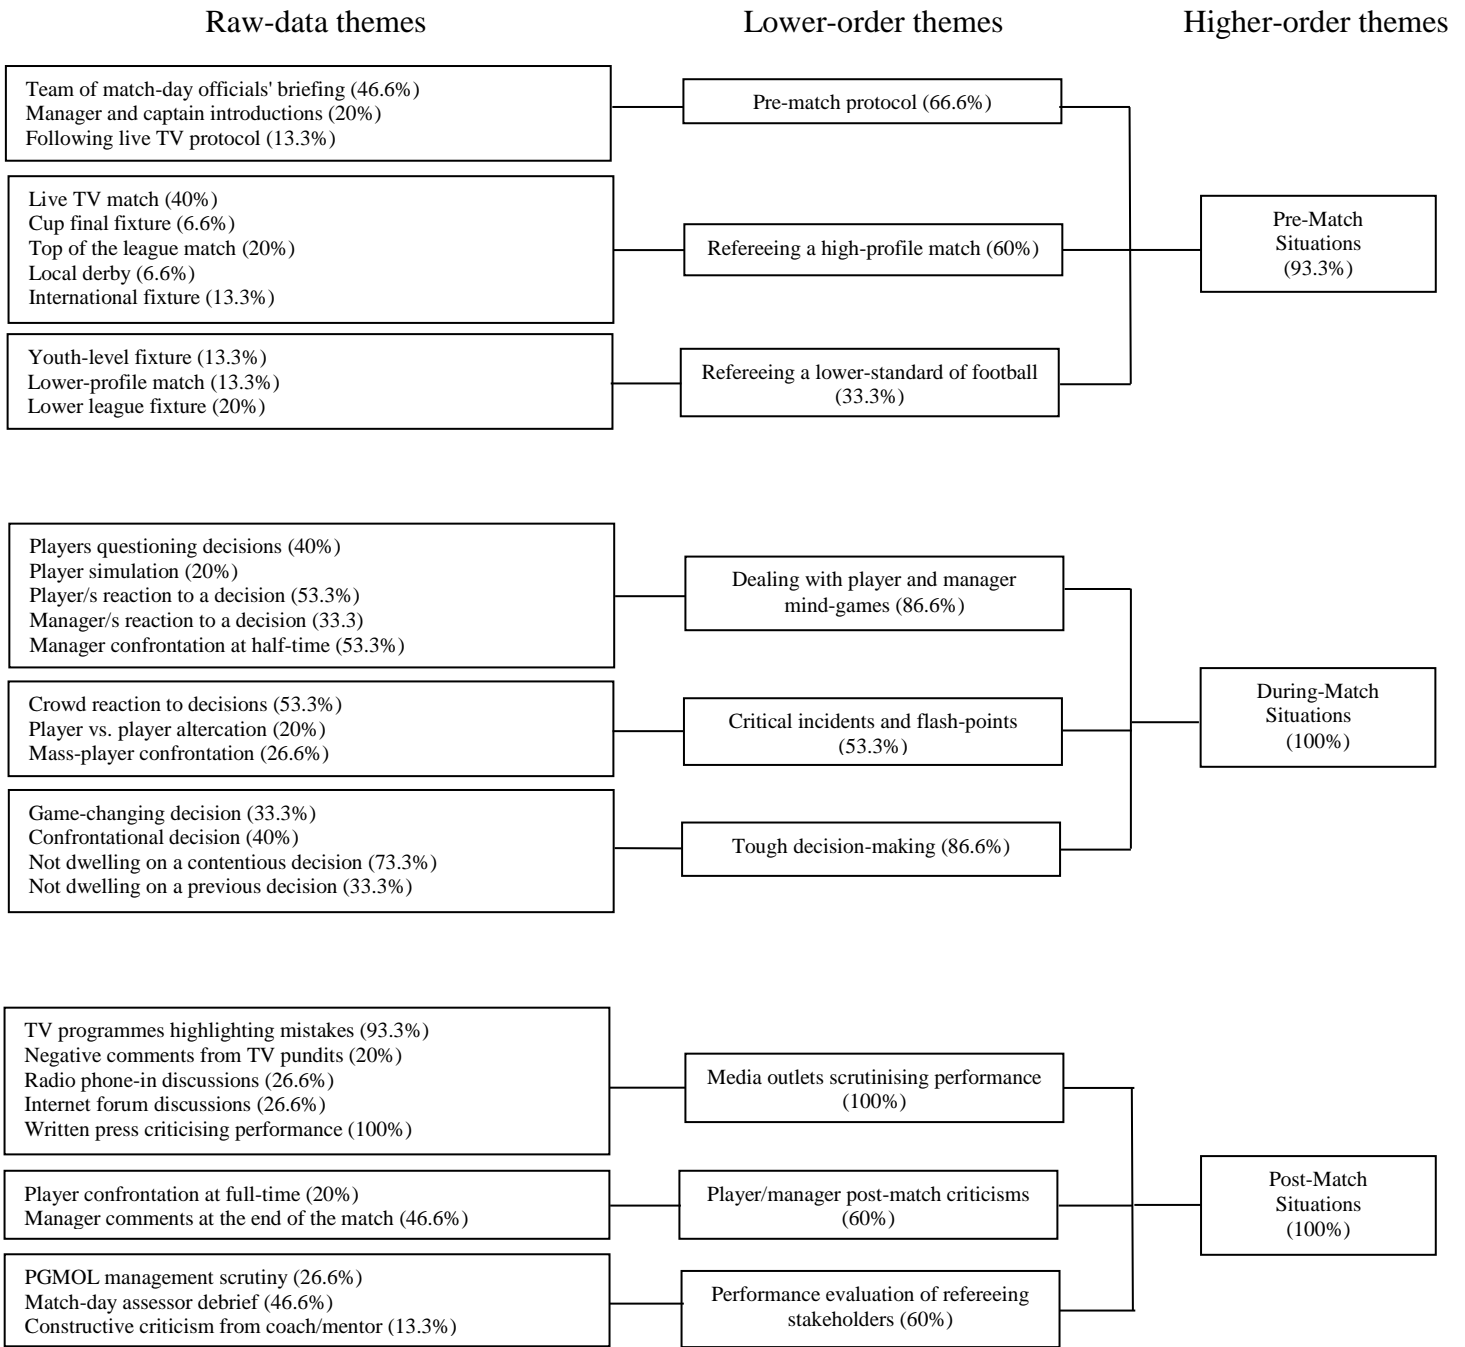 Raw-data themes
Lower-order themes
Higher-order themes
Team of match-day officials' briefing (46.6%)
Manager and captain introductions (20%)
Following live TV protocol (13.3%)
Pre-match protocol (66.6%)
Live TV match (40%)
Cup final fixture (6.6%)
Top of the league match (20%)
Local derby (6.6%)
International fixture (13.3%)
Refereeing a high-profile match (60%)
Youth-level fixture (13.3%)
Lower-profile match (13.3%)
Lower league fixture (20%)
Refereeing a lower-standard of football
(33.3%)
Pre-Match
Situations
(93.3%)
Players questioning decisions (40%)
Player simulation (20%)
Player/s reaction to a decision (53.3%)
Manager/s reaction to a decision (33.3)
Manager confrontation at half-time (53.3%)
Dealing with player and manager
mind-games (86.6%)
Crowd reaction to decisions (53.3%)
Player vs. player altercation (20%)
Mass-player confrontation (26.6%)
Critical incidents and flash-points
(53.3%)
Game-changing decision (33.3%)
Confrontational decision (40%)
Not dwelling on a contentious decision (73.3%)
Not dwelling on a previous decision (33.3%)
Tough decision-making (86.6%)
During-Match
Situations
(100%)
TV programmes highlighting mistakes (93.3%)
Negative comments from TV pundits (20%)
Radio phone-in discussions (26.6%)
Internet forum discussions (26.6%)
Written press criticising performance (100%)
Media outlets scrutinising performance
(100%)
Player confrontation at full-time (20%)
Manager comments at the end of the match (46.6%)
Player/manager post-match criticisms
(60%)
PGMOL management scrutiny (26.6%)
Match-day assessor debrief (46.6%)
Constructive criticism from coach/mentor (13.3%)
Performance evaluation of refereeing
stakeholders (60%)
Post-Match
Situations
(100%)